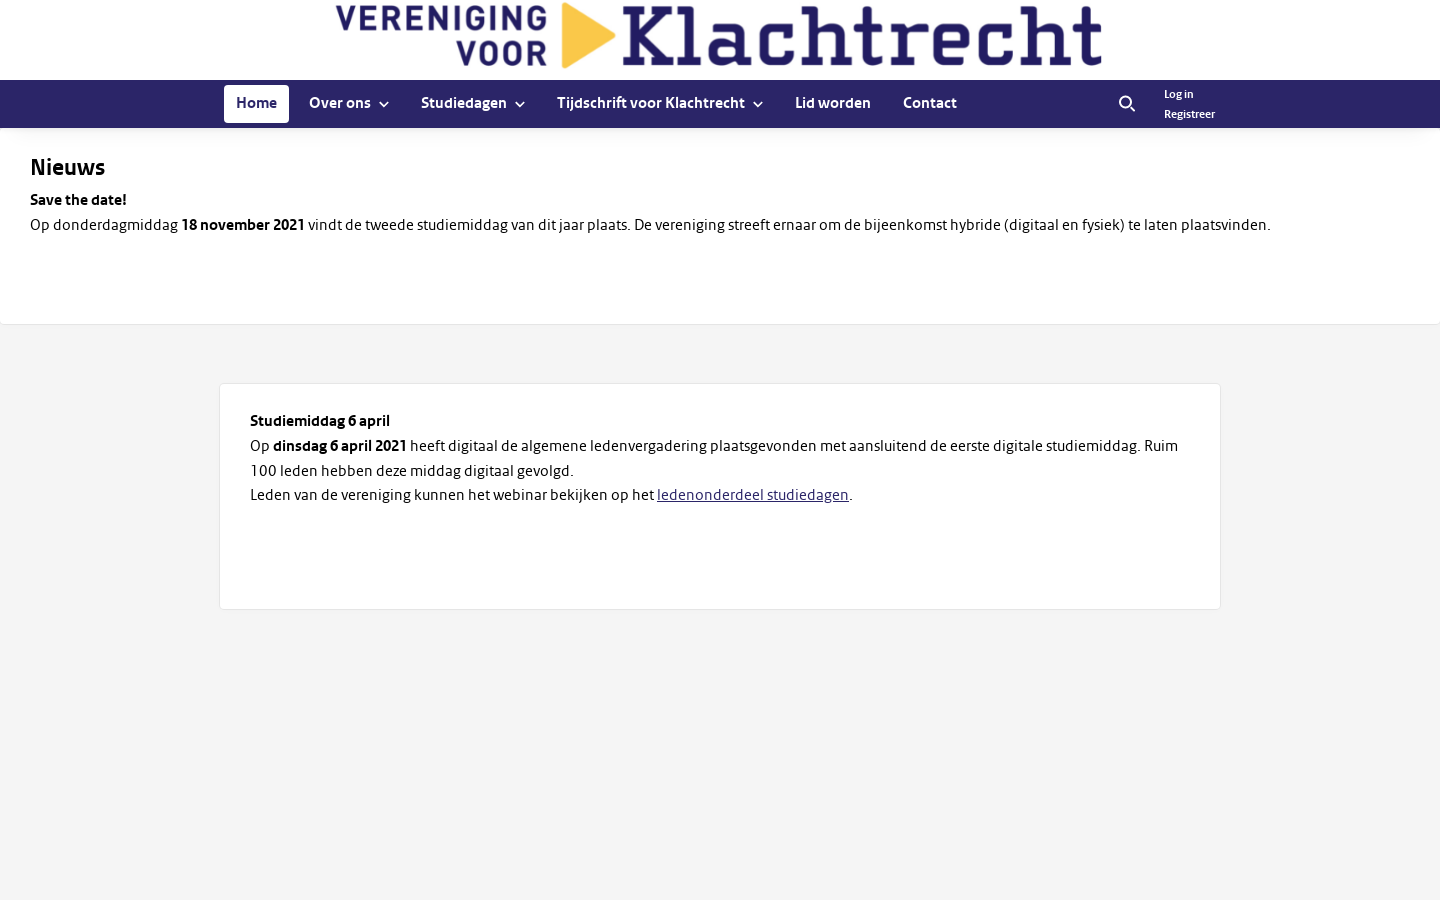 VERENIGING
VOOR
Klachtrecht
Home
Over ons
Studiedagen
Tijdschrift voor Klachtrecht
Lid worden
Contact
Log in
Registreer
Nieuws
Save the date!
Op donderdagmiddag 18 november 2021 vindt de tweede studiemiddag van dit jaar plaats. De vereniging streeft ernaar om de bijeenkomst hybride (digitaal en fysiek) te laten plaatsvinden.
Studiemiddag 6 april
Op dinsdag 6 april 2021 heeft digitaal de algemene ledenvergadering plaatsgevonden met aansluitend de eerste digitale studiemiddag. Ruim
100 leden hebben deze middag digitaal gevolgd.
Leden van de vereniging kunnen het webinar bekijken op het ledenonderdeel studiedagen.